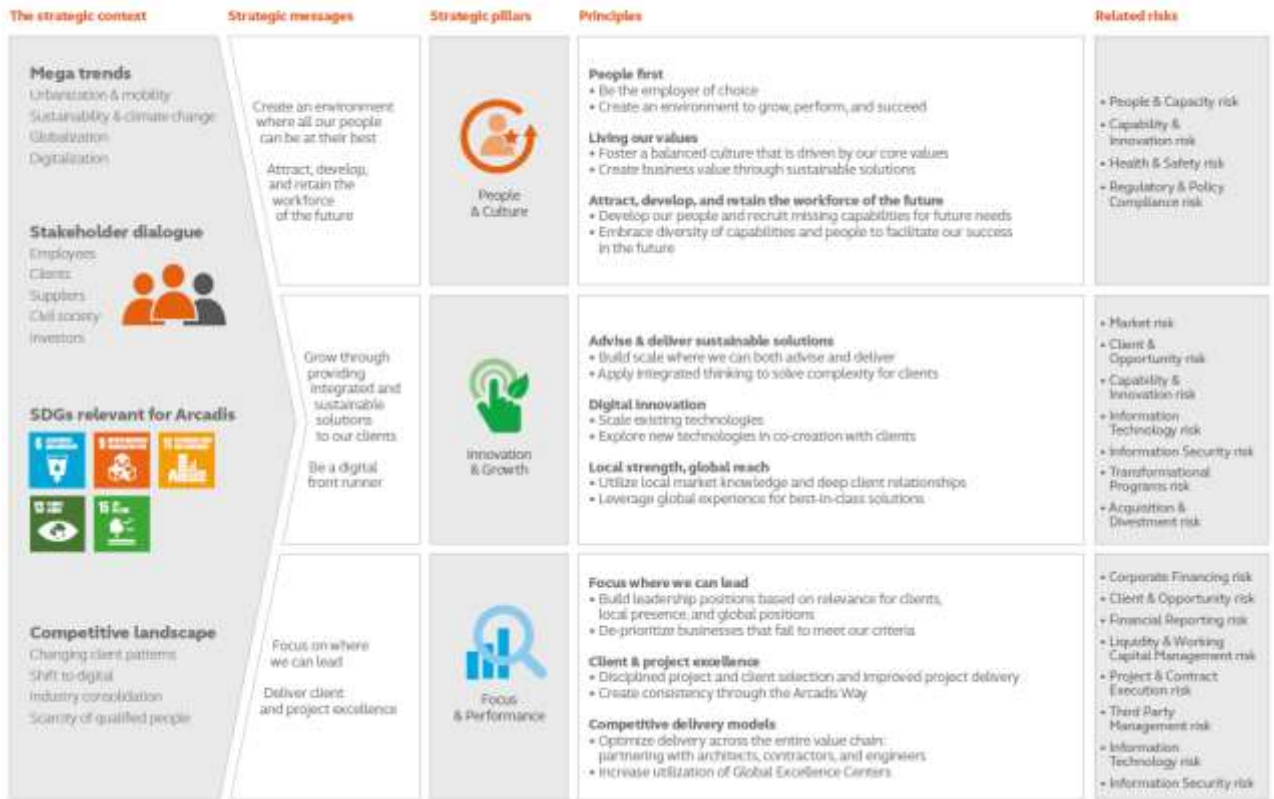 The strategic context
Strategic messages
Strategic pillars
Principles
Related risks
Mega trends
Urbanization & mobility
Sustainability & climate change
Globalization
Digitalization
Stakeholder dialogue
Employees
Clients
Suppliers
Civil society
Investors
SDGs relevant for Arcadis
6
9
11
13
15
Competitive landscape
Changing client patterns
Shift to digital
Industry consolidation
Scarcity of qualified people
Create an environment
where all our people
can be at their best
Attract, develop,
and retain the
workforce
of the future
People
& Culture
People first
• Be the employer of choice
• Create an environment to grow, perform, and succeed
Living our values
• Foster a balanced culture that is driven by our core values
• Create business value through sustainable solutions
Attract, develop, and retain the workforce of the future
• Develop our people and recruit missing capabilities for future needs
• Embrace diversity of capabilities and people to facilitate our success
in the future
• People & Capacity risk
• Capability &
Innovation risk
• Health & Safety risk
• Regulatory & Policy
Compliance risk
Grow through
providing
integrated and
sustainable
solutions
to our clients
Be a digital
front runner
Innovation
& Growth
Advise & deliver sustainable solutions
• Build scale where we can both advise and deliver
• Apply integrated thinking to solve complexity for clients
Digital innovation
• Scale existing technologies
• Explore new technologies in co-creation with clients
Local strength, global reach
• Utilize local market knowledge and deep client relationships
• Leverage global experience for best-in-class solutions
• Market risk
• Client &
Opportunity risk
• Capability &
Innovation risk
• Information
Technology risk
• Information Security risk
• Transformational
Programs risk
• Acquisition &
Divestment risk
Focus on where
we can lead
Deliver client
and project excellence
Focus
& Performance
Focus where we can lead
• Build leadership positions based on relevance for clients,
local presence, and global positions
• De-prioritize businesses that fail to meet our criteria
Client & project excellence
• Disciplined project and client selection and improved project delivery
• Create consistency through the Arcadis Way
Competitive delivery models
• Optimize delivery across the entire value chain:
partnering with architects, contractors, and engineers
• Increase utilization of Global Excellence Centers
• Corporate Financing risk
• Client & Opportunity risk
• Financial Reporting risk
• Liquidity & Working
Capital Management risk
• Project & Contract
Execution risk
• Third Party
Management risk
• Information
Technology risk
• Information Security risk